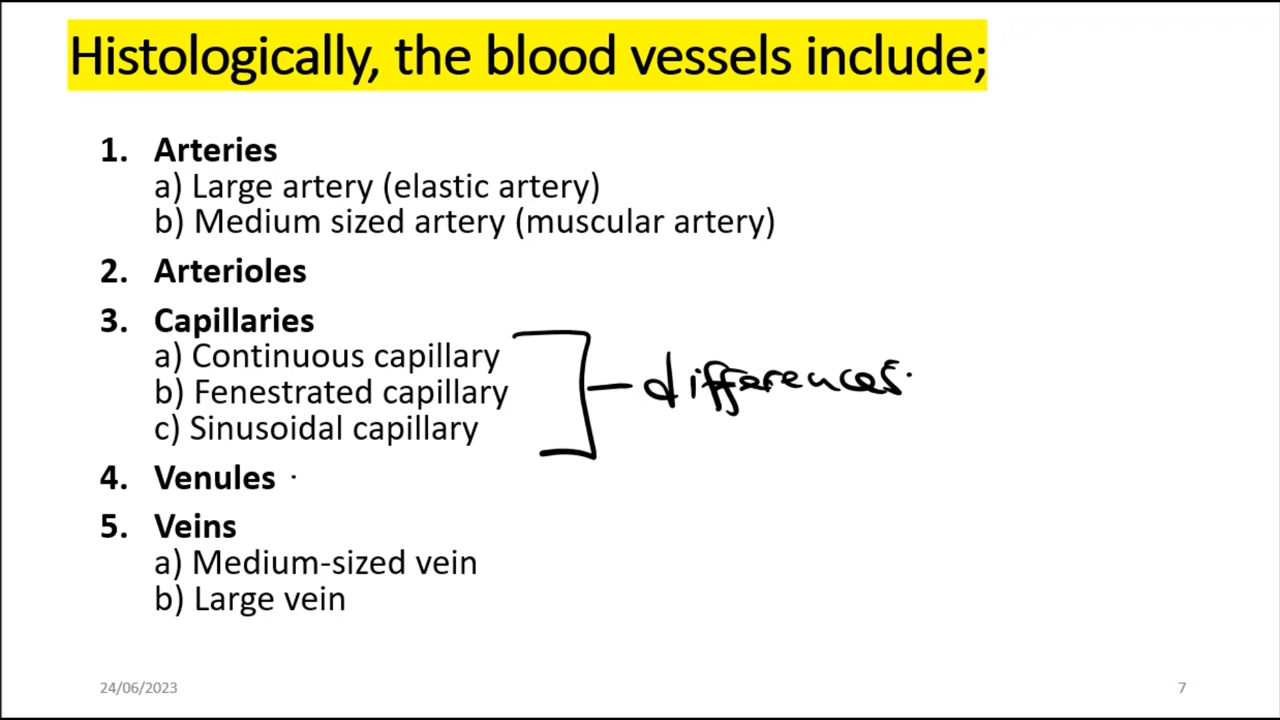 Histologically, the blood vessels include;
1. Arteries
a) Large artery (elastic artery)
b) Medium sized artery (muscular artery)
2. Arterioles
3. Capillaries
a) Continuous capillary
b) Fenestrated capillary
c) Sinusoidal capillary
differences.
4. Venules
5. Veins
a) Medium-sized vein
b) Large vein
24/06/2023
7